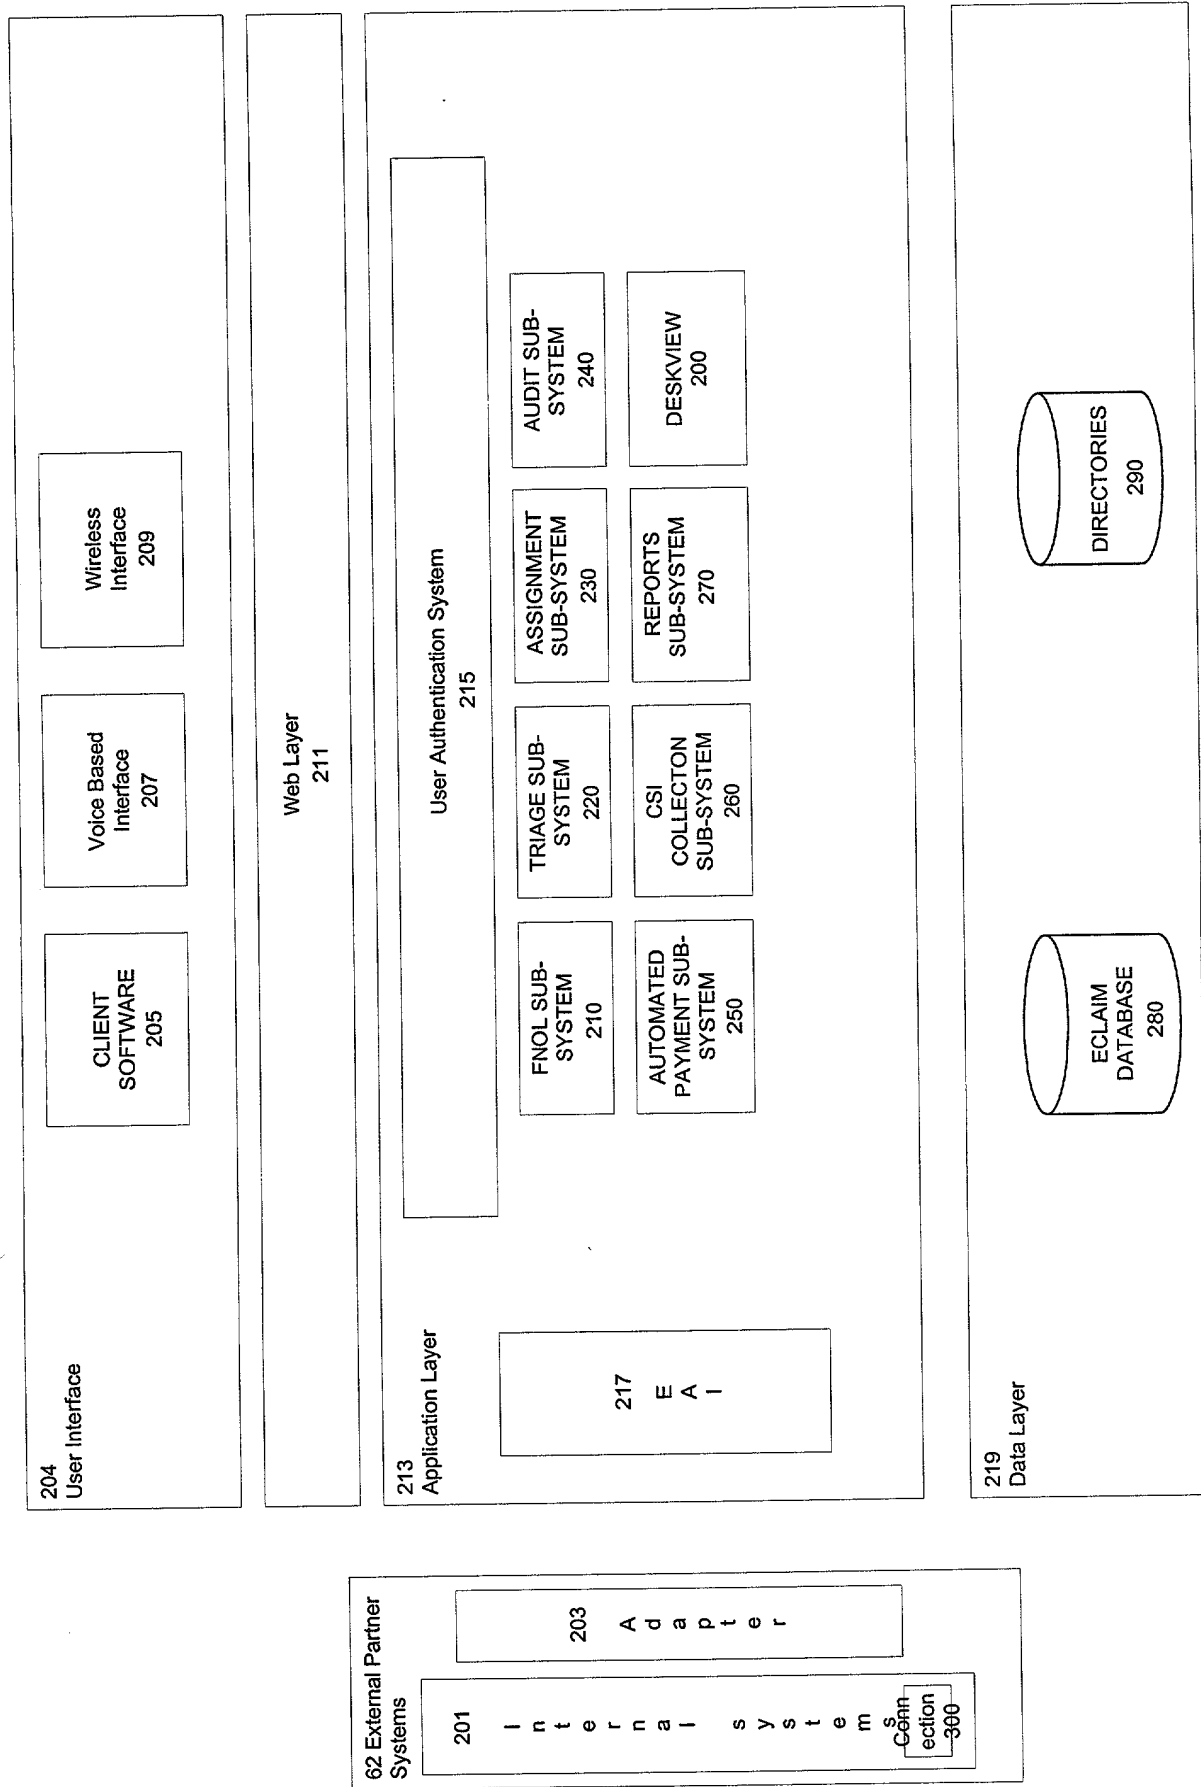 62 External Partner
Systems
201
Internal systems
Conn
ection
300
203
Adapter
204
User Interface
CLIENT
SOFTWARE
205
Voice Based
Interface
207
Wireless
Interface
209
Web Layer
211
213
Application Layer
217
E
A
I
User Authentication System
215
FNOL SUB-
SYSTEM
210
TRIAGE SUB-
SYSTEM
220
ASSIGNMENT
SUB-SYSTEM
230
AUDIT SUB-
SYSTEM
240
AUTOMATED
PAYMENT SUB-
SYSTEM
250
CSI
COLLECTON
SUB-SYSTEM
260
REPORTS
SUB-SYSTEM
270
DESKVIEW
200
219
Data Layer
ECLAIM
DATABASE
280
DIRECTORIES
290